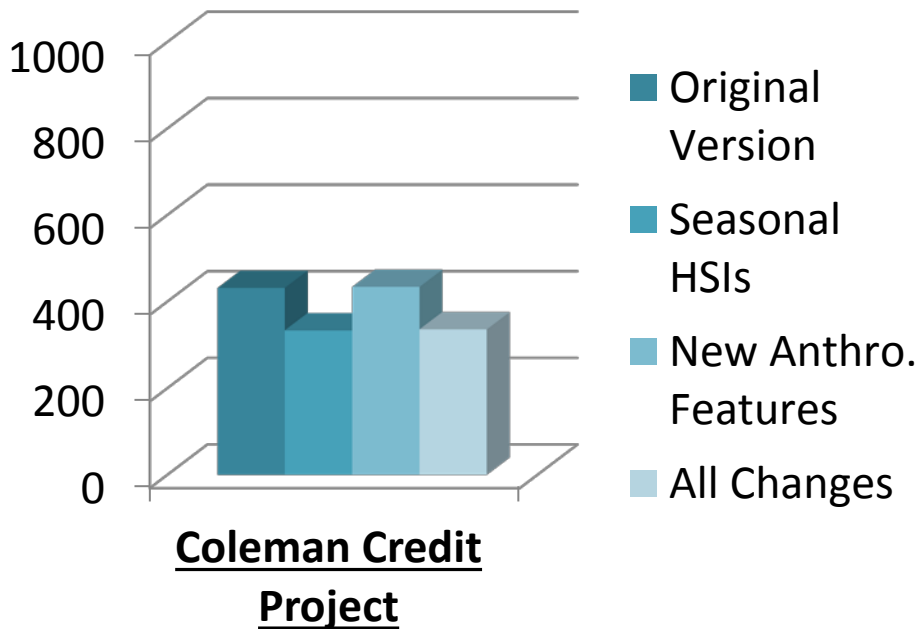 1000
800
600
400
200
0
Coleman Credit
Project
Original
Version
Seasonal
HSIs
New Anthro.
Features
All Changes